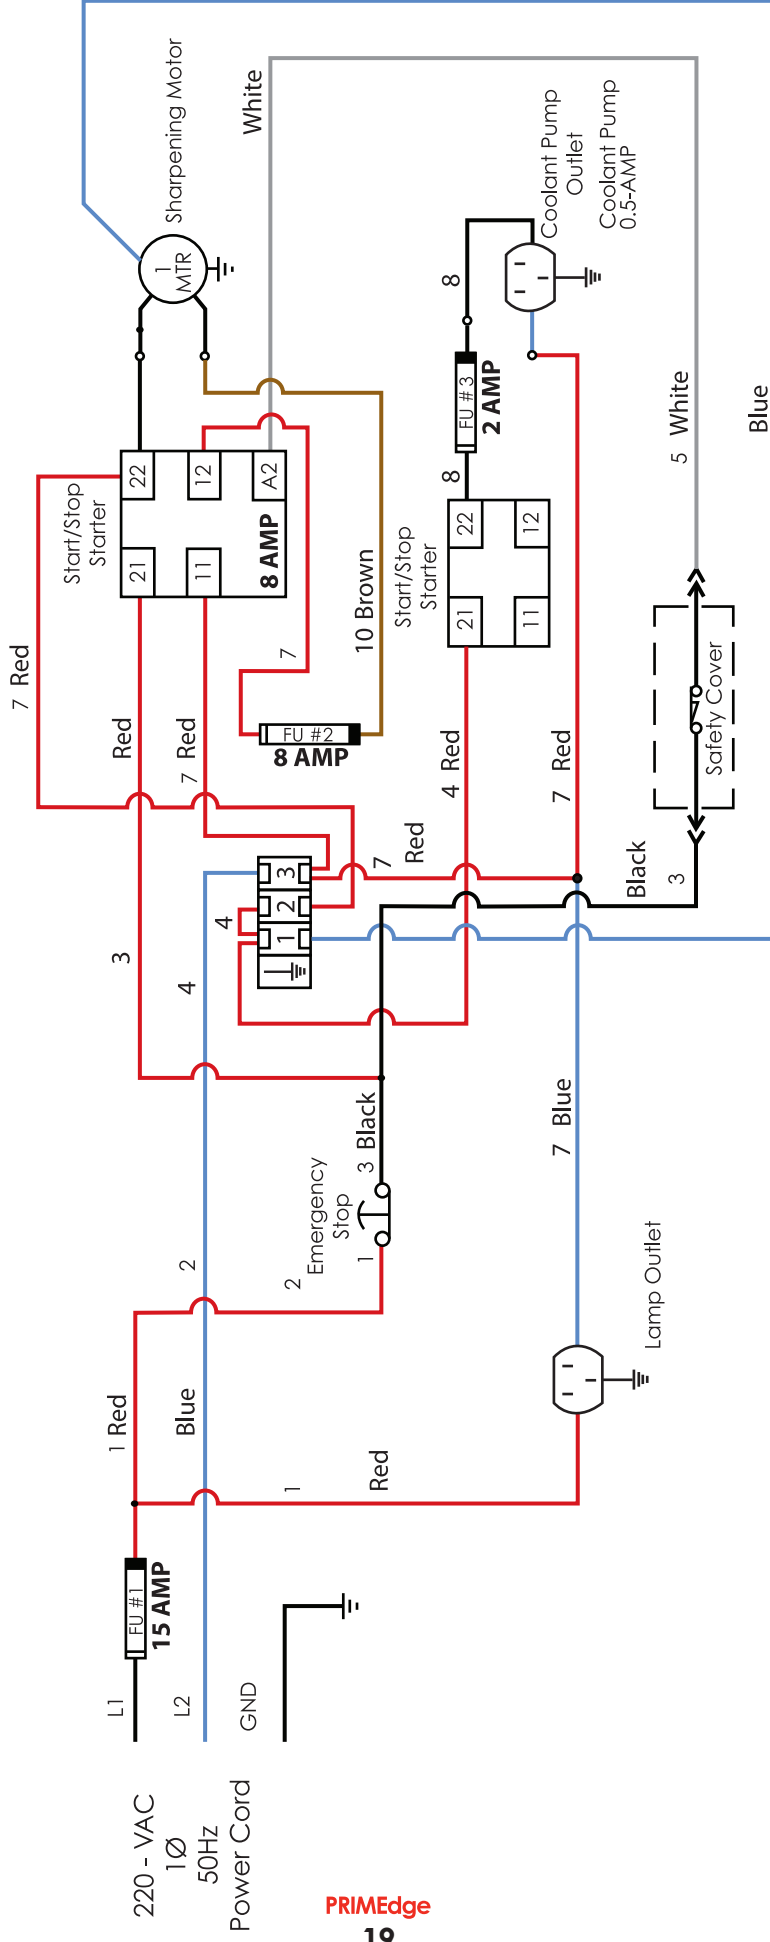 220 - VAC
1Ø
50Hz
Power Cord
L1
L2
GND
FU #1
15 AMP
1 Red
Blue
1
Red
2
2
Lamp Outlet
Emergency
Stop
1
3 Black
7 Blue
3
4
4
1
2
3
7
Red
Black
3
7 Red
Red
7 Red
FU #2
8 AMP
7
10 Brown
4 Red
7 Red
Safety Cover
Start/Stop
Starter
21
22
11
12
A2
8 AMP
Start/Stop
Starter
21
22
11
12
8
FU # 3
2 AMP
8
5 White
Blue
Sharpening Motor
1
MTR
White
Coolant Pump
Outlet
Coolant Pump
0.5-AMP
PRIMEdge
19